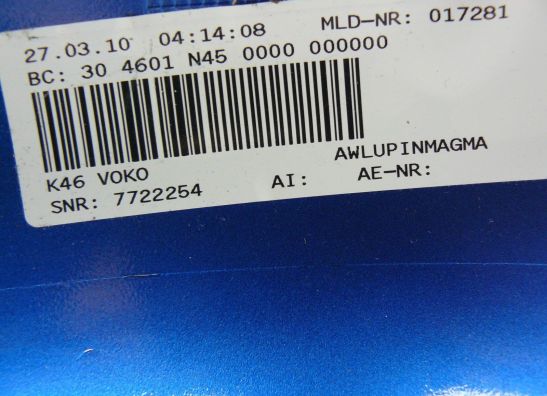 27.03.10 04:14:08 MLD-NR: 017281
BC: 30 4601 N45 0000 000000
K46 VOKO AWLUPINMAGMA
SNR: 7722254 AI: AE-NR: